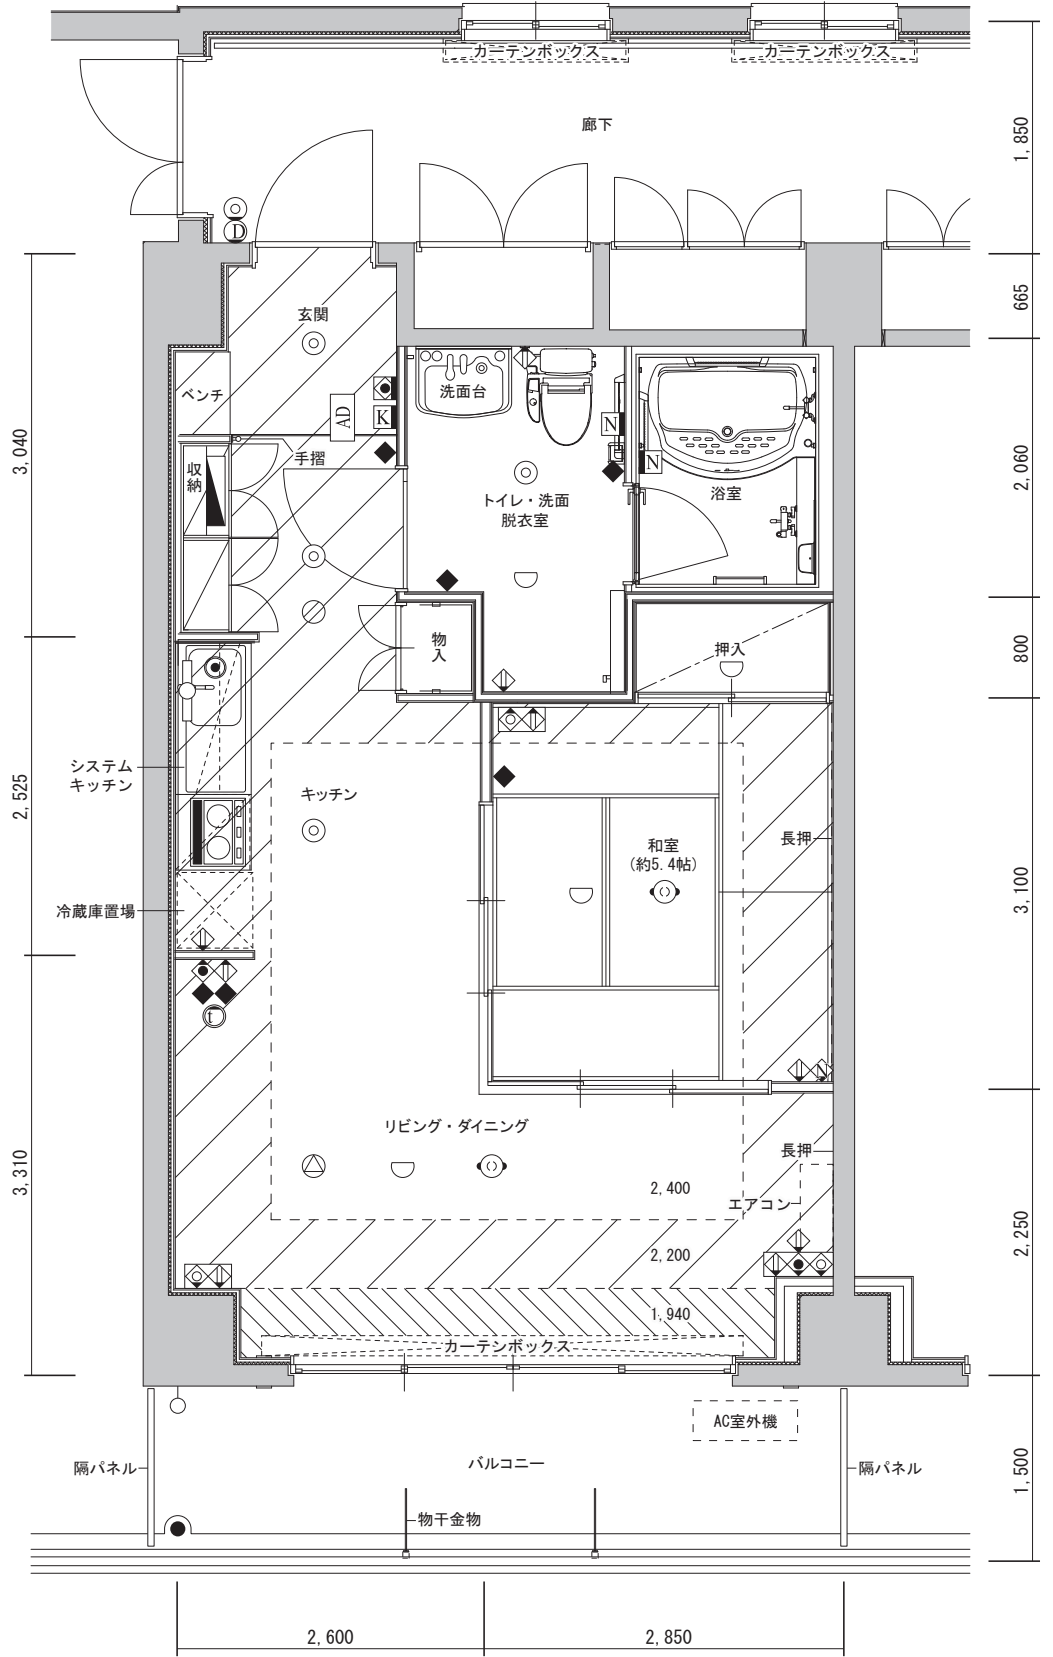 カーテンボックス
カーテンボックス
廊下
1,850
D
玄関
665
ベンチ
AD
K
洗面台
N
N
3,040
手摺
収納
トイレ・洗面
脱衣室
浴室
2,060
物入
押入
800
システム
キッチン
2,525
キッチン
和室
(約5.4帖)
長押
3,100
冷蔵庫置場
t
N
リビング・ダイニング
長押
3,310
2,400
エアコン
2,250
2,200
1,940
カーテンボックス
AC室外機
隔パネル
バルコニー
隔パネル
1,500
物干金物
2,600
2,850